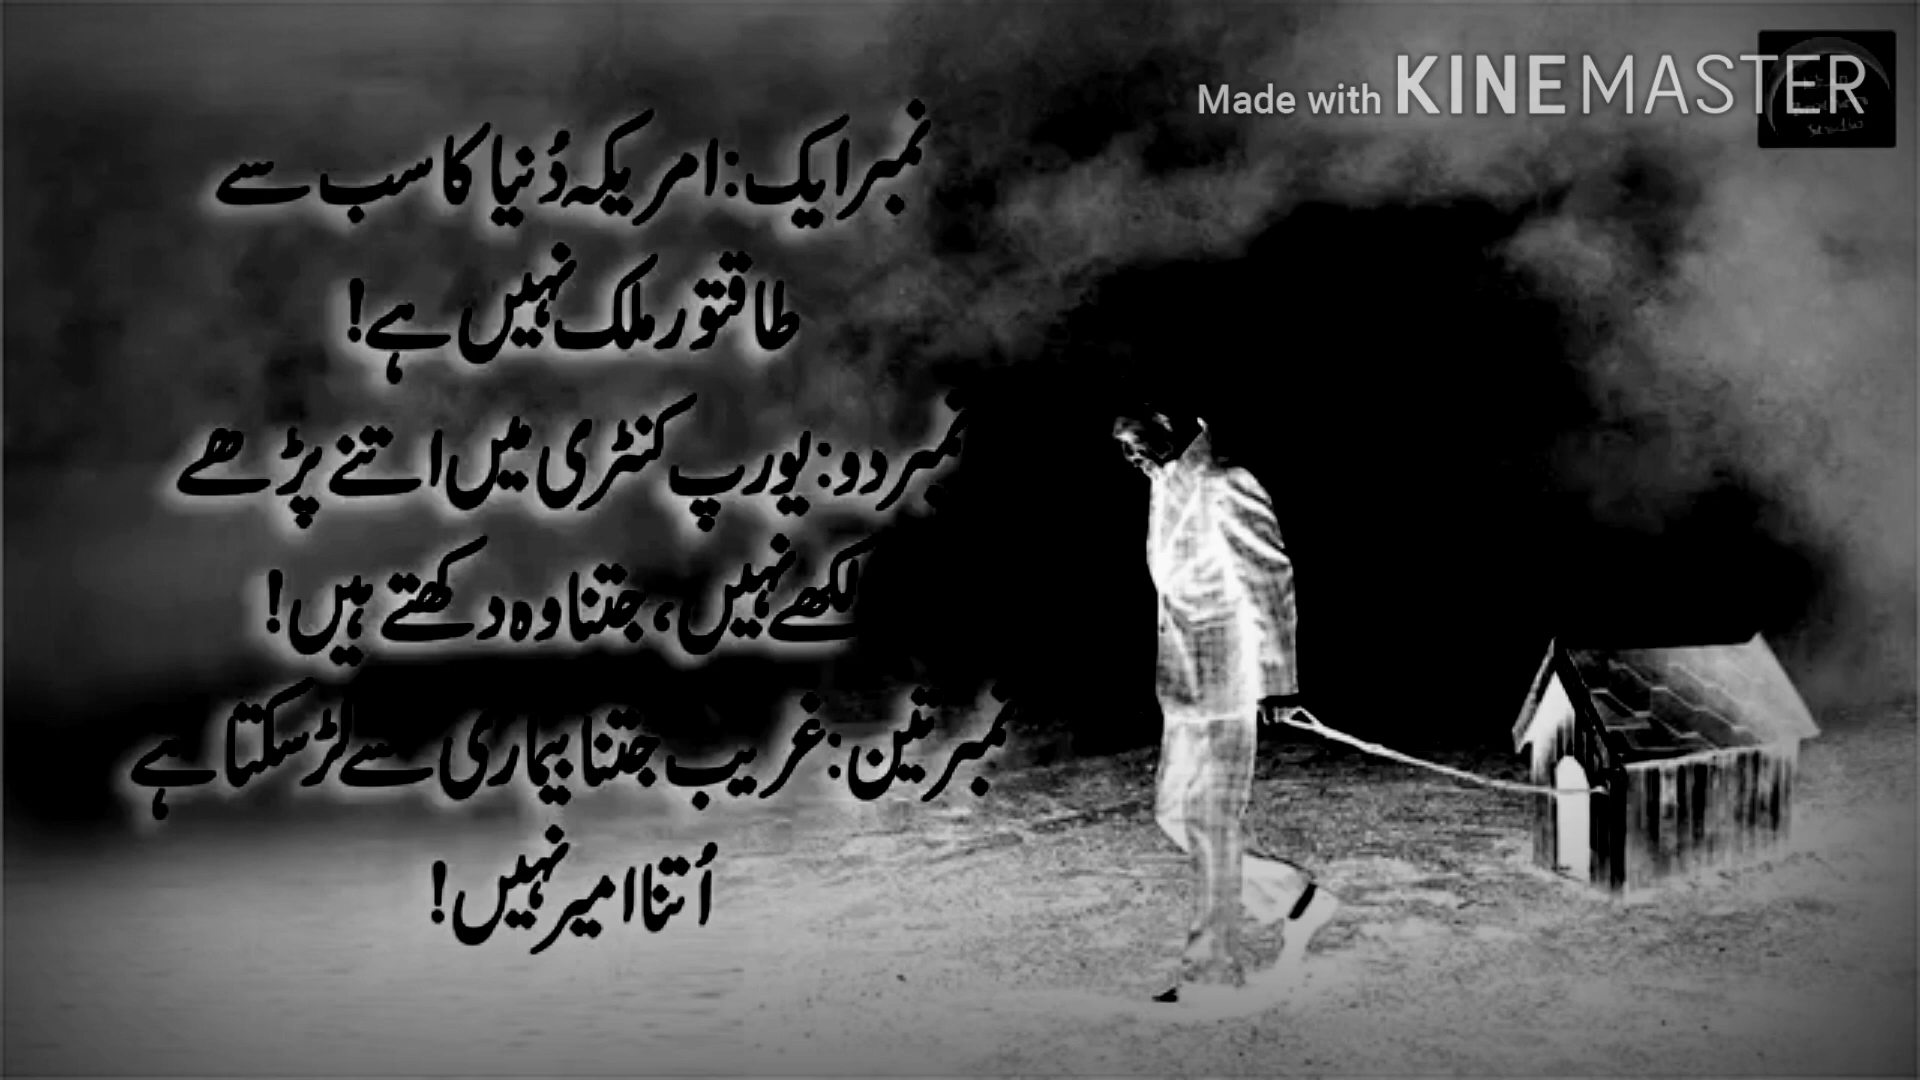 Made with KINEMASTER
نمبر ایک: امریکہ دُنیا کا سب سے
طاقتور ملک نہیں ہے!
نمبر دو: یورپ کنٹری میں اتنے پڑھے
لکھے نہیں، جتنا وہ دکھتے ہیں!
نمبر تین: غریب جتنا بیماری سے لڑ سکتا ہے
اُتنا امیر نہیں!